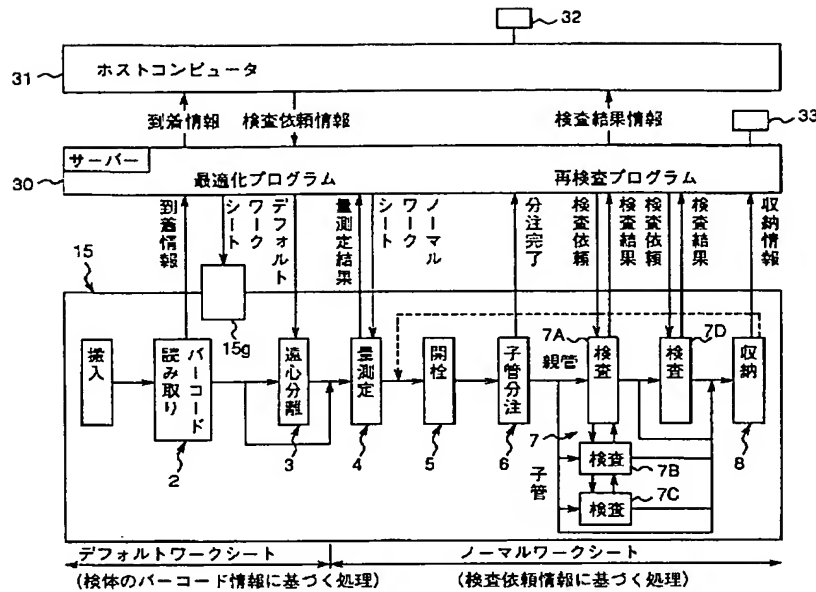 32
31
ホストコンピュータ
到着情報
検査依頼情報
検査結果情報
33
サーバー
30
最適化プログラム
再検査プログラム
到着情報
ワークシート
デフォルト
量測定結果
ノーマルワークシート
分注完了
検査依頼
検査結果
検査依頼
検査結果
収納情報
15
15g
7A
7D
搬入
バーコード読み取り
遠心分離
量測定
開栓
子管分注
親管
検査
検査
収納
2
3
4
5
6
7
子管
検査
7B
検査
7C
8
デフォルトワークシート
ノーマルワークシート
(検体のバーコード情報に基づく処理)
(検査依頼情報に基づく処理)